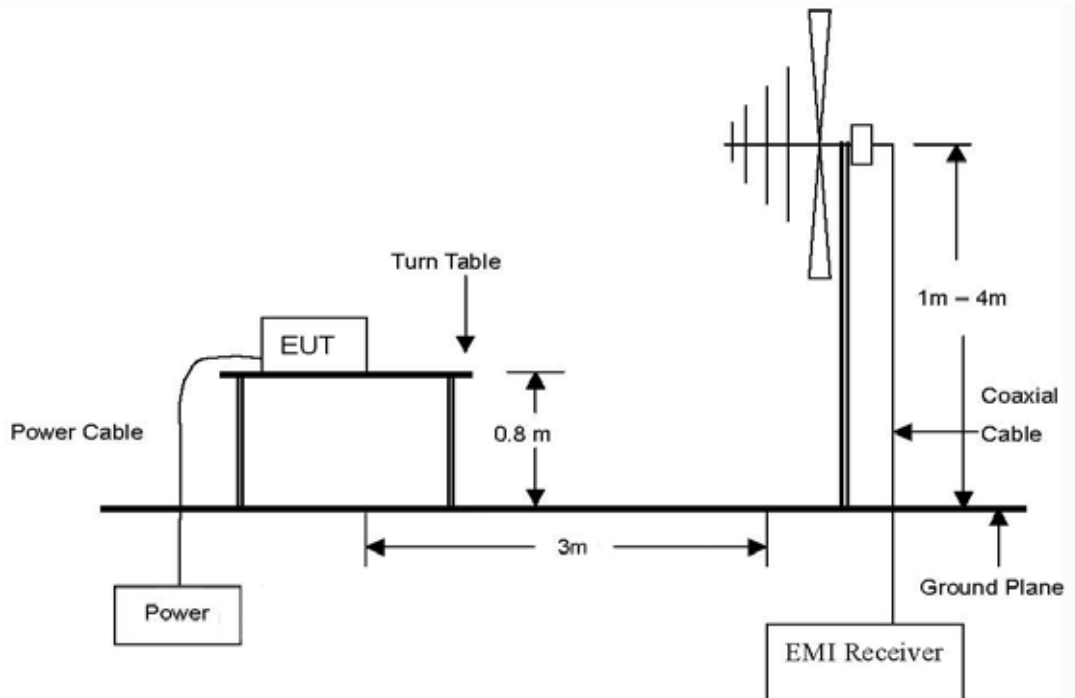 Turn Table
1m – 4m
EUT
Coaxial
Cable
Power Cable
0.8 m
3m
Ground Plane
Power
EMI Receiver